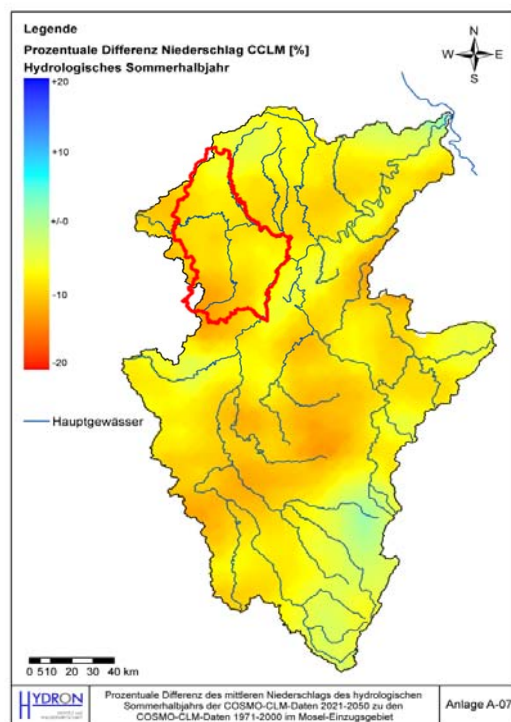 Legende
Prozentuale Differenz Niederschlag CCLM [%]
Hydrologisches Sommerhalbjahr
N
W E
S
+20
+10
+/-0
-10
-20
Hauptgewässer
0 5 10 20 30 40 km
HYDRON
Prozentuale Differenz des mittleren Niederschlags des hydrologischen
Sommerhalbjahrs der COSMO-CLM-Daten 2021-2050 zu den
COSMO-CLM-Daten 1971-2000 im Mosel-Einzugsgebiet
Anlage A-07